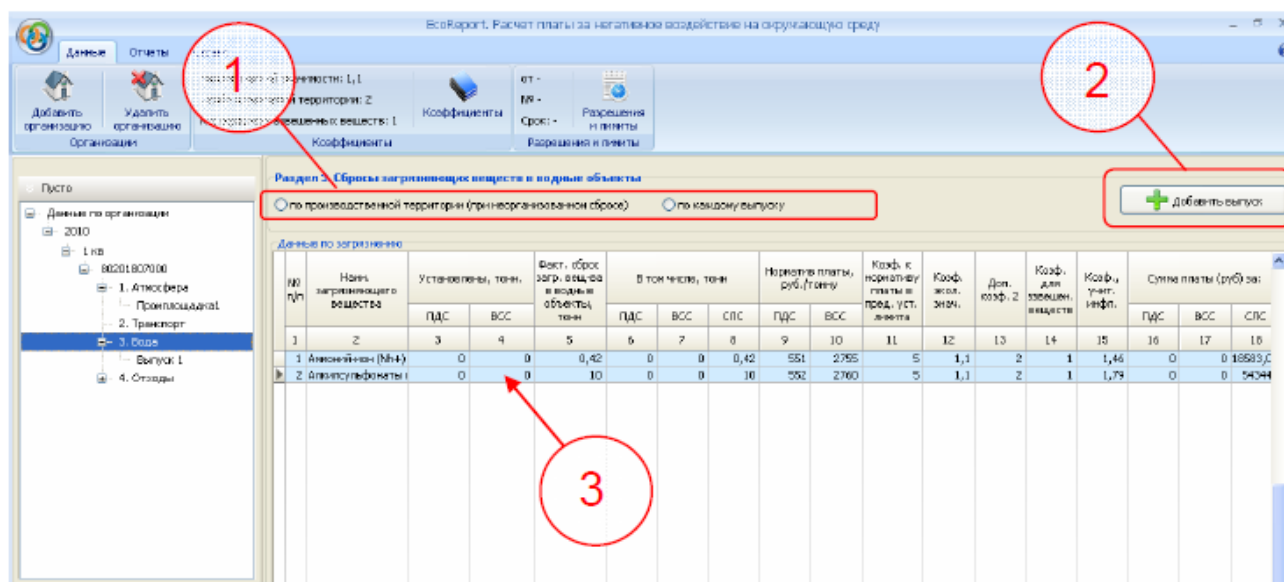 EcoReport. Расчет платы за негативное воздействие на окружающую среду
Данные Отчеты
1
2
Добавить организацию
Удалить организацию
Организации
значимости: 1,1
территории: 2
взвешенных веществ: 1
Коэффициенты
Коэффициенты
от -
№ -
Срок: -
Разрешения и лимиты
Разрешения и лимиты
Пусто
Данные по организации
2010
1 кв
80201807000
1. Атмосфера
Промплощадка1
2. Транспорт
3. Вода
Выпуск 1
4. Отходы
Раздел 3. Сбросы загрязняющих веществ в водные объекты
по производственной территории (при неорганизованном сбросе) по каждому выпуску
Добавить выпуск
Данные по загрязнению
№ п/п
Наим. загрязняющего вещества
Установлены, тонн.
Факт. сброс загр. вещ-ва в водные объекты, тонн
В том числе, тонн
Норматив платы, руб./тонну
Коэф. к нормативу платы в пред. уст. лимита
Коэф. экол. знач.
Доп. коэф. 2
Коэф. для взвешен. веществ
Коэф., учит. инфл.
Сумма платы (руб) за:
ПДС ВСС ПДС ВСС СЛС ПДС ВСС ПДС ВСС СЛС
1 2 3 4 5 6 7 8 9 10 11 12 13 14 15 16 17 18
1 Аммоний-ион (Nh4) 0 0 0,42 0 0 0,42 551 2755 5 1,1 2 1 1,46 0 0 18583,0
2 Алкилсульфонаты 0 0 10 0 0 10 552 2760 5 1,1 2 1 1,79 0 0 54344
3